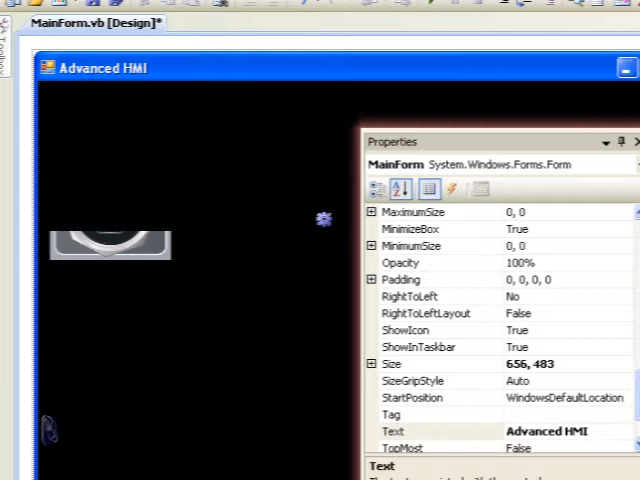 MainForm.vb [Design]*
Toolbox
Advanced HMI
Properties
MainForm System.Windows.Forms.Form
MaximumSize 0, 0
MinimizeBox True
MinimumSize 0, 0
Opacity 100%
Padding 0, 0, 0, 0
RightToLeft No
RightToLeftLayout False
ShowIcon True
ShowInTaskbar True
Size 656, 483
SizeGripStyle Auto
StartPosition WindowsDefaultLocation
Tag
Text Advanced HMI
TopMost False
Text